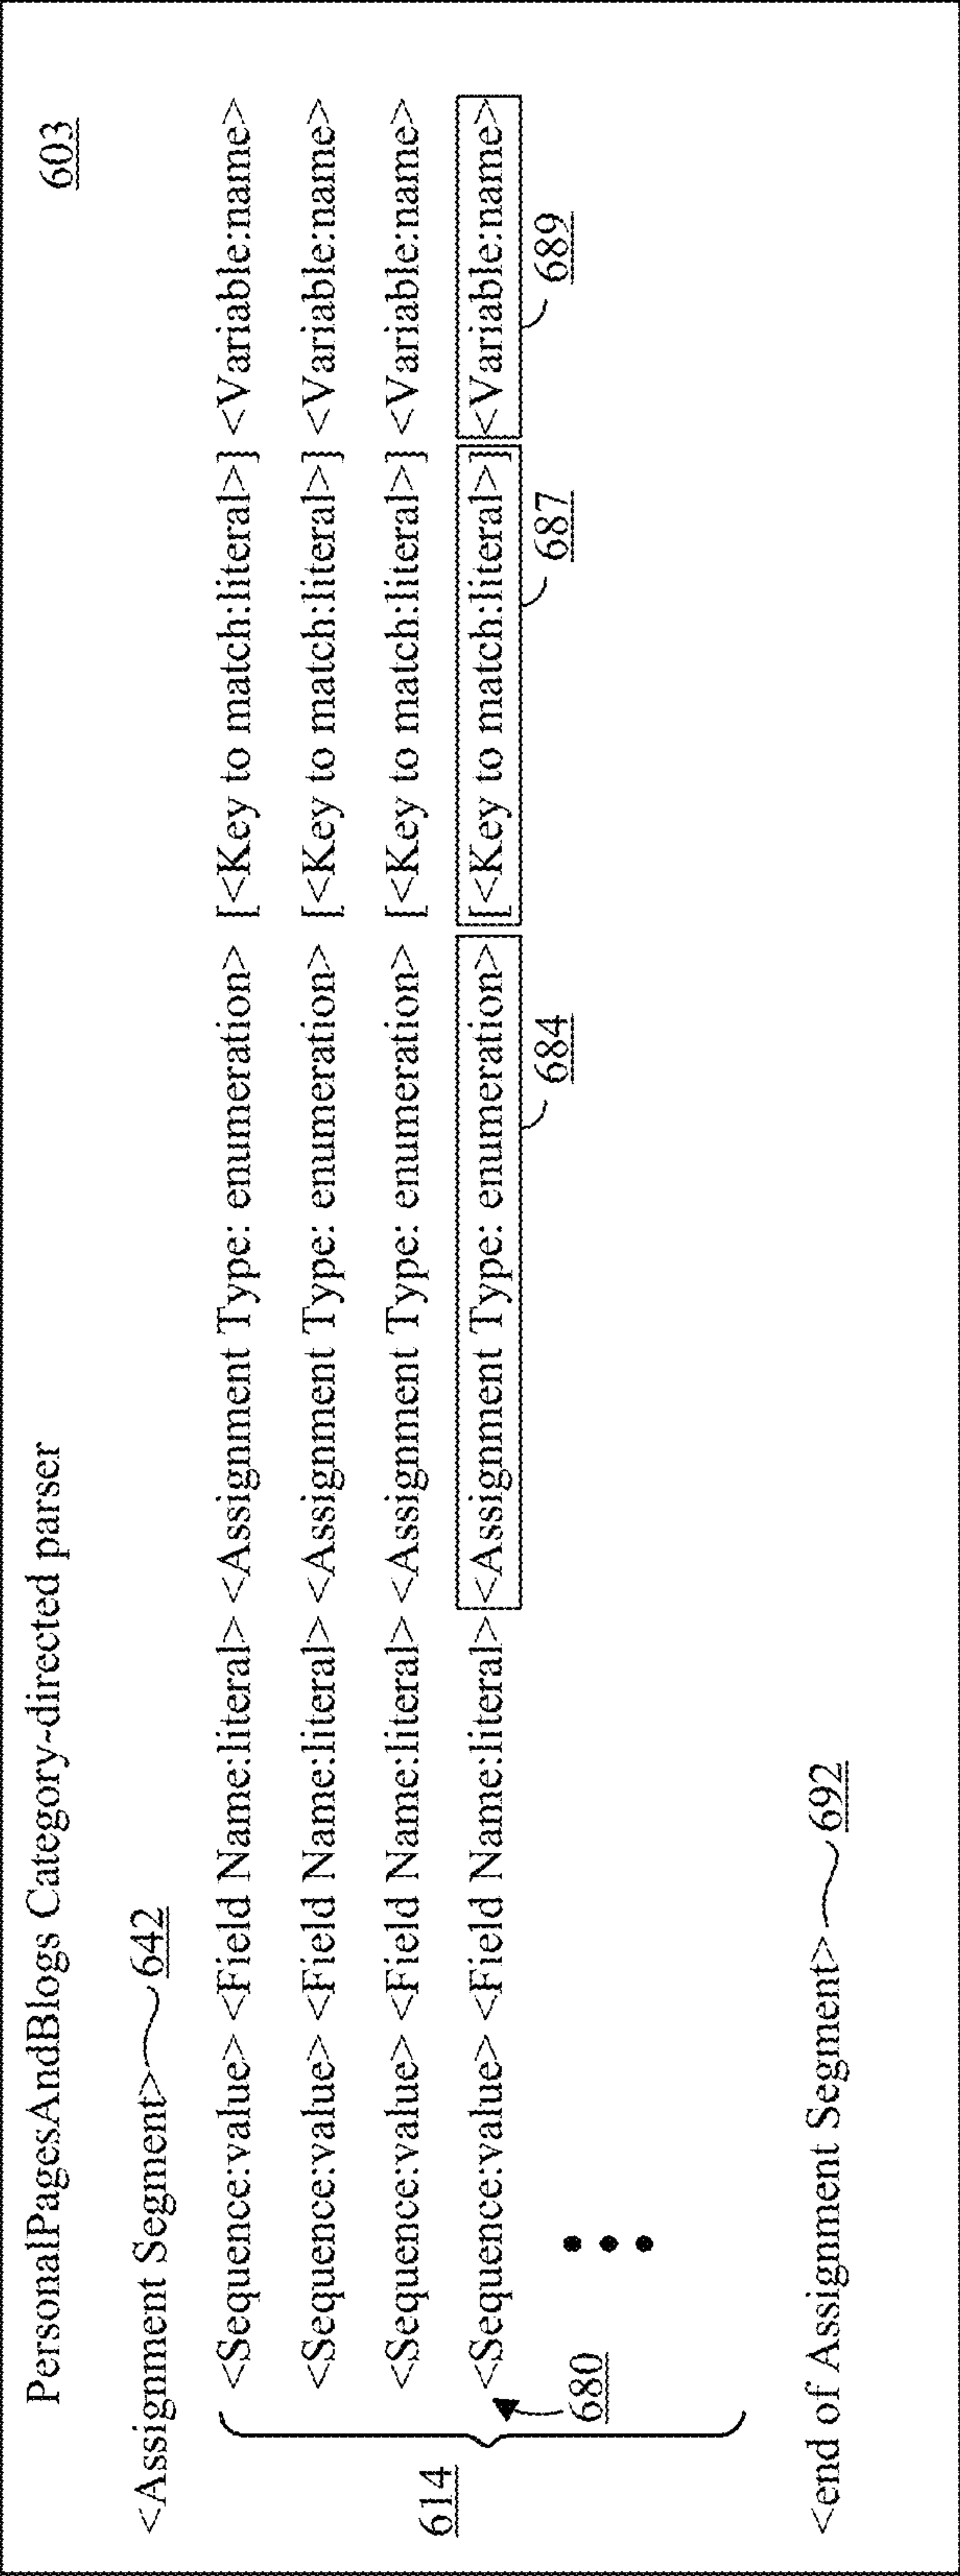 PersonalPagesAndBlogs Category-directed parser
603
<Assignment Segment> 642
<Sequence:value> <Field Name:literal> <Assignment Type: enumeration> [<Key to match:literal>] <Variable:name>
<Sequence:value> <Field Name:literal> <Assignment Type: enumeration> [<Key to match:literal>] <Variable:name>
<Sequence:value> <Field Name:literal> <Assignment Type: enumeration> [<Key to match:literal>] <Variable:name>
<Sequence:value> <Field Name:literal> <Assignment Type: enumeration> [<Key to match:literal>] <Variable:name>
614
680
684
687
689
<end of Assignment Segment> 692